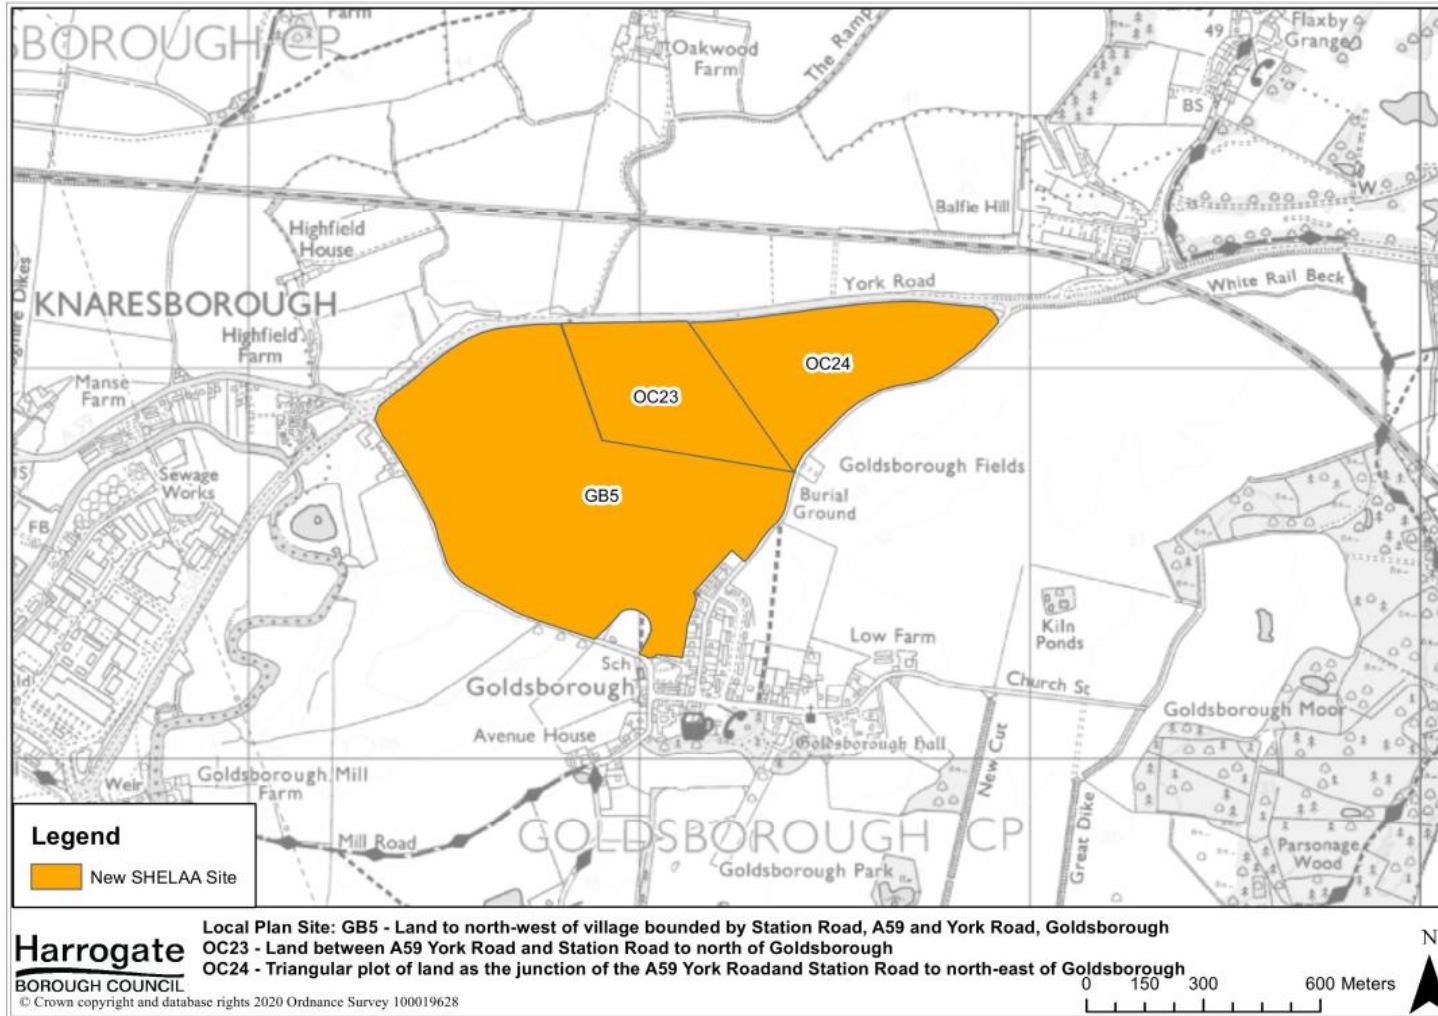 SBOROUGH CP
Farm
Oakwood
Farm
The Ramp
49
Flaxby
Grange
BS
W
Highfield
House
Balfie Hill
York Road
White Rail Beck
KNARESBOROUGH
Highfield
Farm
Manse
Farm
A59
OC24
OC23
Sewage
Works
FB
GB5
Goldsborough Fields
Burial
Ground
Kiln
Ponds
Low Farm
Sch
Goldsborough
Church St
Goldsborough Moor
Avenue House
Goldsborough Hall
New Cut
Weir
Goldsborough Mill
Farm
Mill Road
GOLDSBOROUGH CP
Goldsborough Park
Great Dike
Parsonage
Wood
Legend
New SHELAA Site
Harrogate
BOROUGH COUNCIL
Local Plan Site: GB5 - Land to north-west of village bounded by Station Road, A59 and York Road, Goldsborough
OC23 - Land between A59 York Road and Station Road to north of Goldsborough
OC24 - Triangular plot of land as the junction of the A59 York Roadand Station Road to north-east of Goldsborough
© Crown copyright and database rights 2020 Ordnance Survey 100019628
0 150 300 600 Meters
N